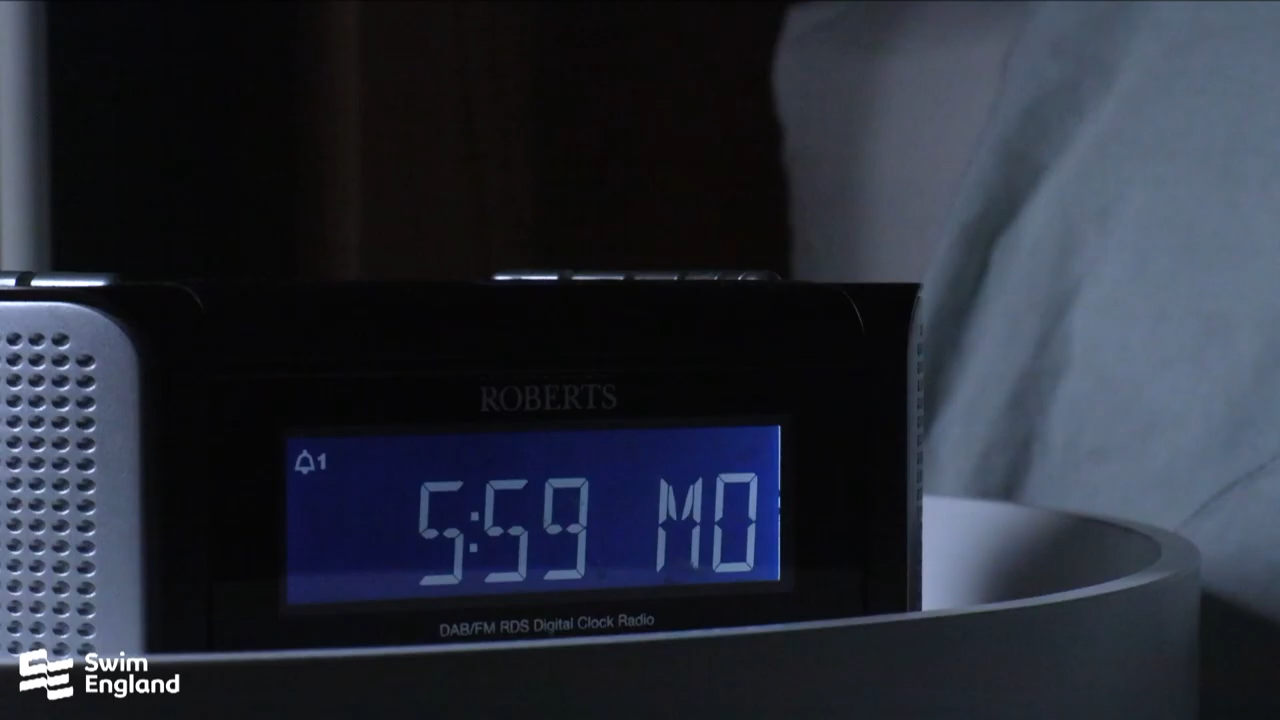 ROBERTS
1
5:59 MO
DAB/FM RDS Digital Clock Radio
Swim
England